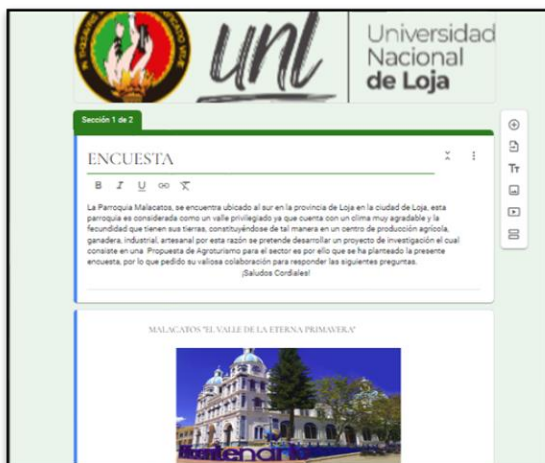 unl
Universidad
Nacional
de Loja
Sección 1 de 2
ENCUESTA
B I U
La Parroquia Malacatos, se encuentra ubicado al sur en la provincia de Loja en la ciudad de Loja, esta
parroquia es considerada como un valle privilegiado ya que cuenta con un clima muy agradable y la
fecundidad que tienen sus tierras, constituyéndose de tal manera en un centro de producción agrícola,
ganadera, industrial, artesanal por esta razón se pretende desarrollar un proyecto de investigación el cual
consiste en una Propuesta de Agroturismo para el sector es por ello que se ha planteado la presente
encuesta, por lo que pedido su valiosa colaboración para responder las siguientes preguntas.
¡Saludos Cordiales!
Tт
MALACATOS "EL VALLE DE LA ETERNA PRIMAVERA"